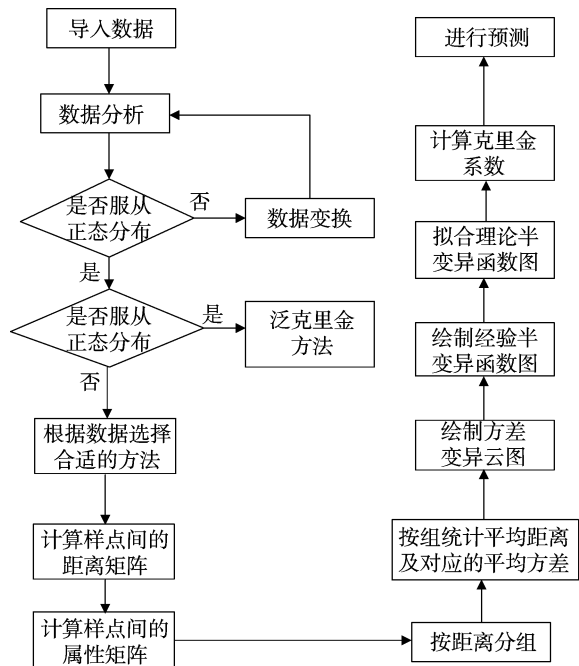 导入数据
数据分析
是否服从
正态分布
否
数据变换
是
是否服从
正态分布
是
泛克里金
方法
否
根据数据选择
合适的方法
计算样点间的
距离矩阵
计算样点间的
属性矩阵
按距离分组
按组统计平均距离
及对应的平均方差
绘制方差
变异云图
绘制经验半
变异函数图
拟合理论半
变异函数图
计算克里金
系数
进行预测